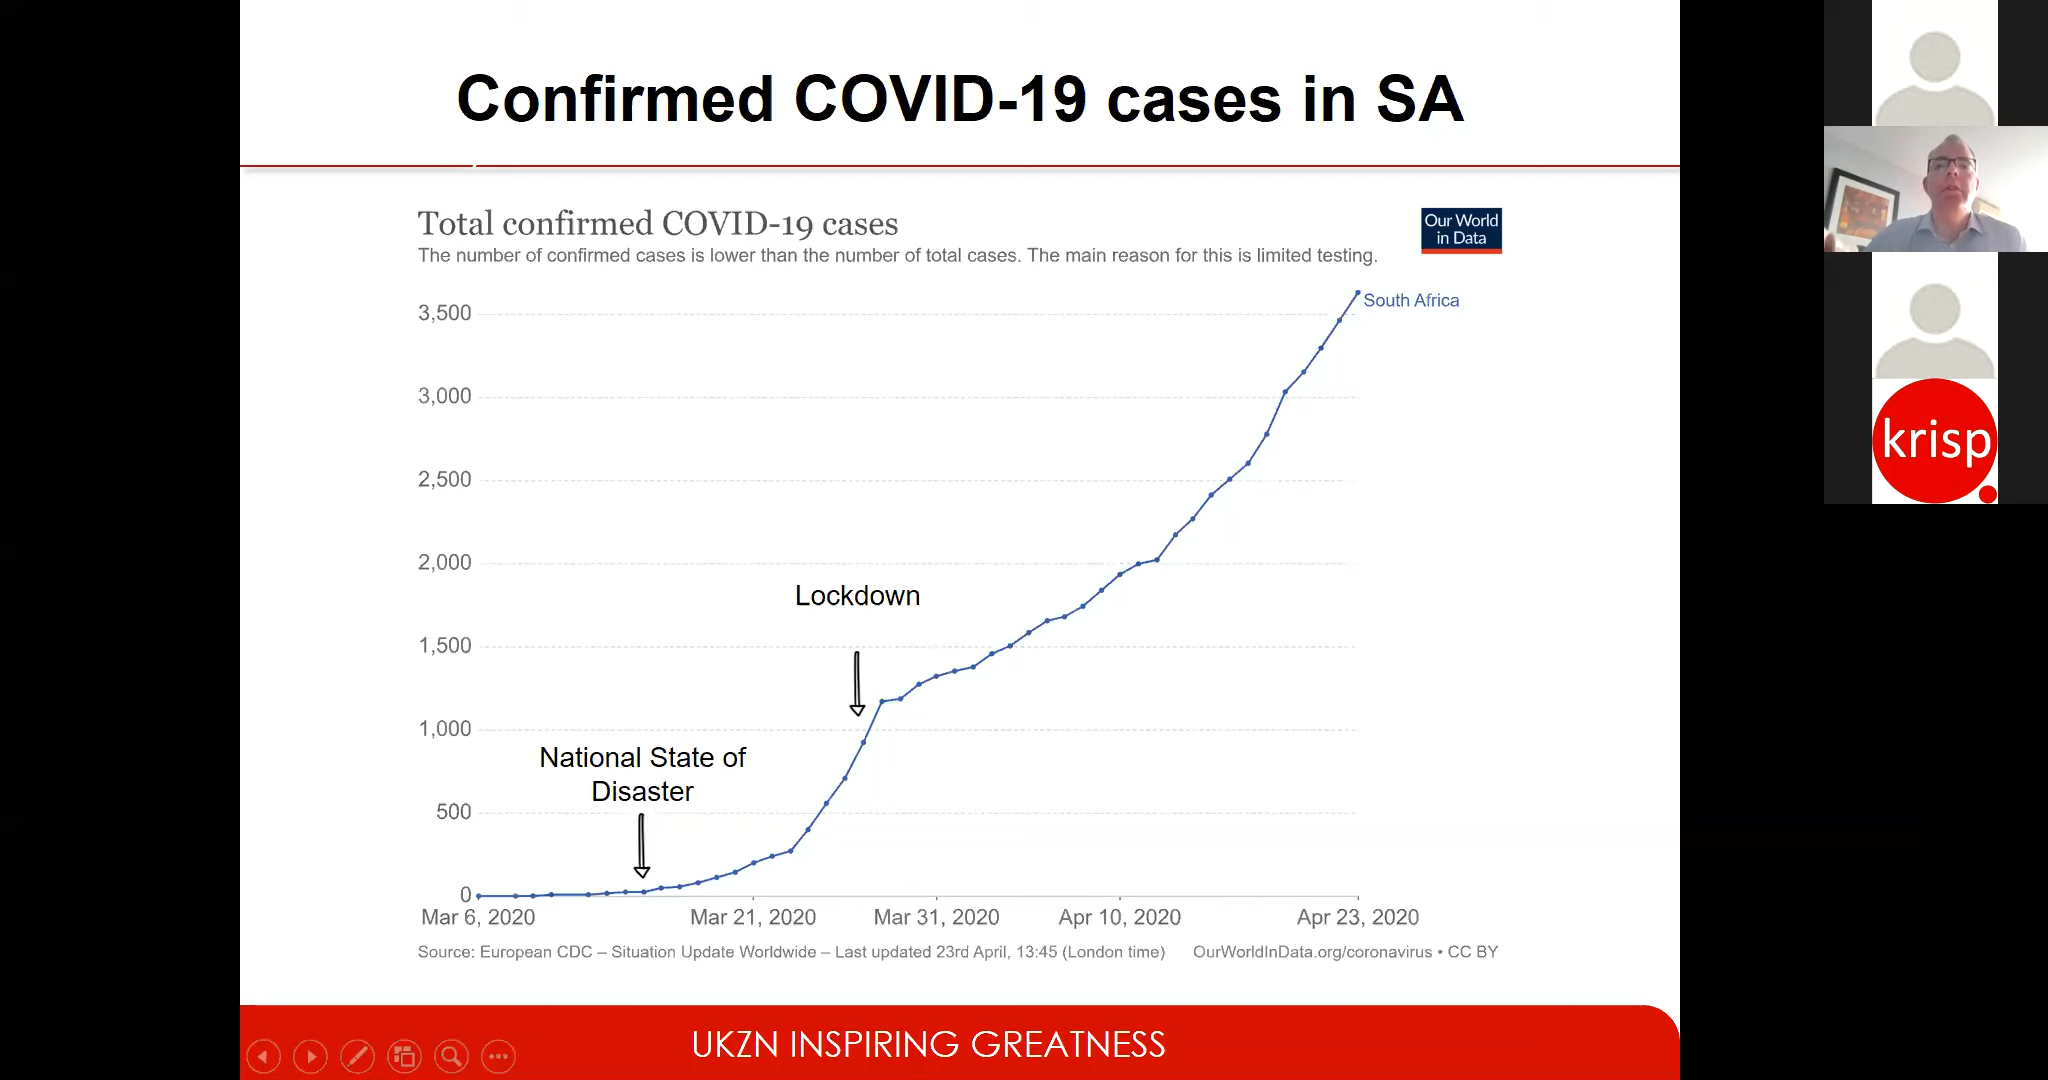 Confirmed COVID-19 cases in SA
Total confirmed COVID-19 cases
The number of confirmed cases is lower than the number of total cases. The main reason for this is limited testing.
Our World
in Data
South Africa
3,500
3,000
2,500
2,000
1,500
1,000
500
0
Lockdown
National State of
Disaster
Mar 6, 2020
Mar 21, 2020
Mar 31, 2020
Apr 10, 2020
Apr 23, 2020
Source: European CDC – Situation Update Worldwide – Last updated 23rd April, 13:45 (London time)
OurWorldInData.org/coronavirus • CC BY
UKZN INSPIRING GREATNESS
krisp